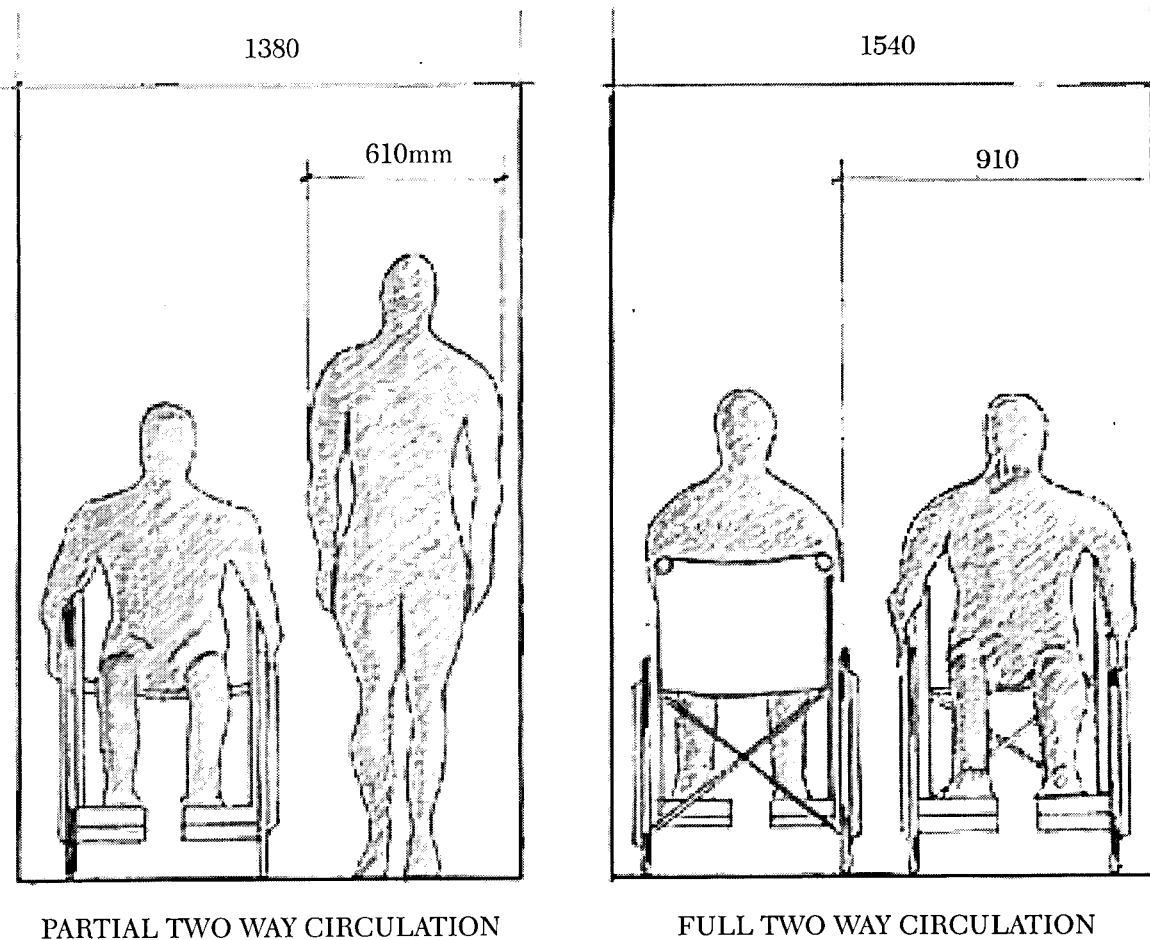 1380
610mm
PARTIAL TWO WAY CIRCULATION
1540
910
FULL TWO WAY CIRCULATION